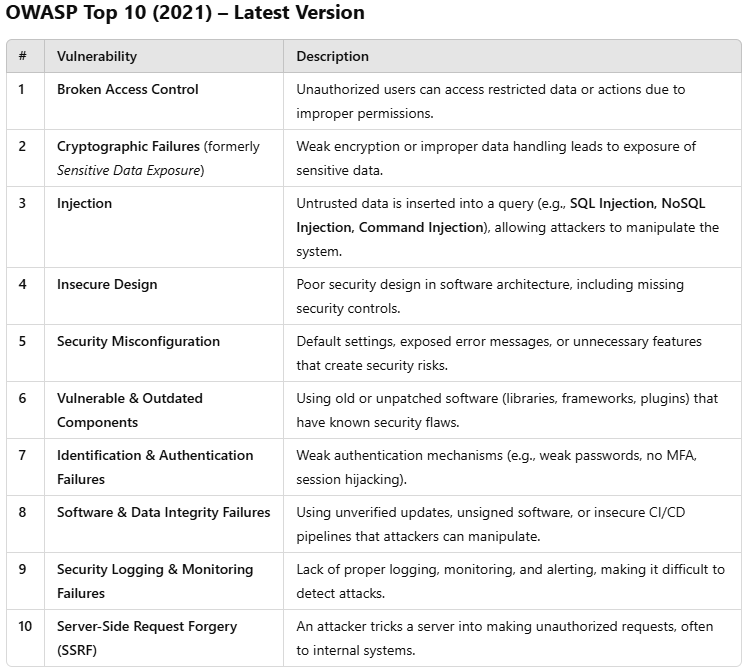 OWASP Top 10 (2021) – Latest Version
# Vulnerability Description
1 Broken Access Control Unauthorized users can access restricted data or actions due to
improper permissions.
2 Cryptographic Failures (formerly Weak encryption or improper data handling leads to exposure of
Sensitive Data Exposure) sensitive data.
3 Injection Untrusted data is inserted into a query (e.g., SQL Injection, NoSQL
Injection, Command Injection), allowing attackers to manipulate the
system.
4 Insecure Design Poor security design in software architecture, including missing
security controls.
5 Security Misconfiguration Default settings, exposed error messages, or unnecessary features
that create security risks.
6 Vulnerable & Outdated Using old or unpatched software (libraries, frameworks, plugins) that
Components have known security flaws.
7 Identification & Authentication Weak authentication mechanisms (e.g., weak passwords, no MFA,
Failures session hijacking).
8 Software & Data Integrity Failures Using unverified updates, unsigned software, or insecure CI/CD
pipelines that attackers can manipulate.
9 Security Logging & Monitoring Lack of proper logging, monitoring, and alerting, making it difficult to
Failures detect attacks.
10 Server-Side Request Forgery An attacker tricks a server into making unauthorized requests, often
(SSRF) to internal systems.